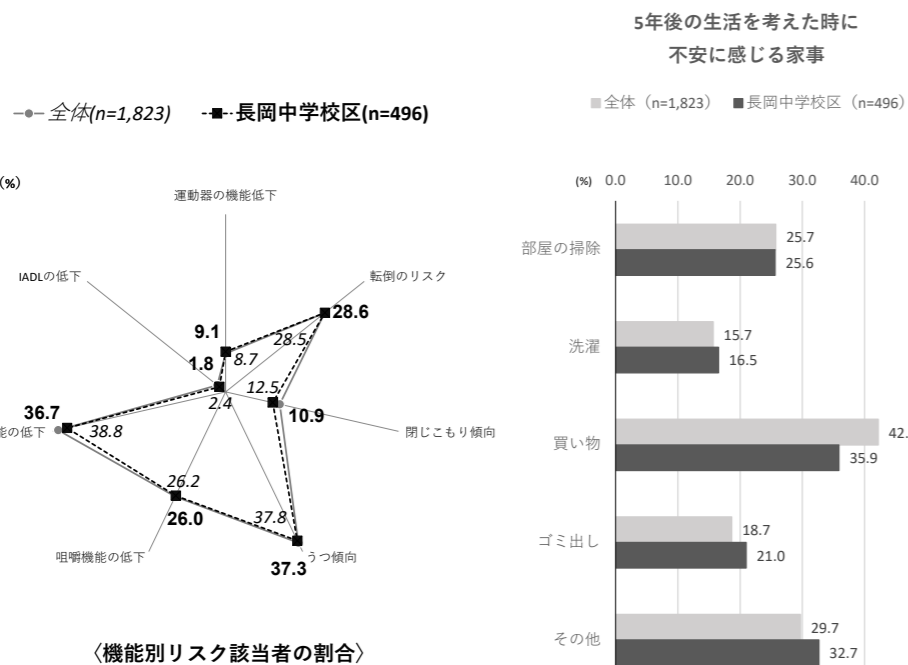 全体(n=1,823)
長岡中学校区(n=496)
(%)
運動器の機能低下
IADLの低下
転倒のリスク
9.1
8.7
28.5
28.6
1.8
2.4
12.5
10.9
36.7
38.8
能の低下
閉じこもり傾向
26.2
26.0
37.8
37.3
咀嚼機能の低下
うつ傾向
〈機能別リスク該当者の割合〉
5年後の生活を考えた時に
不安に感じる家事
全体（n=1,823）
長岡中学校区（n=496）
(%) 0.0 10.0 20.0 30.0 40.0
部屋の掃除
25.7
25.6
洗濯
15.7
16.5
買い物
42.
35.9
ゴミ出し
18.7
21.0
その他
29.7
32.7